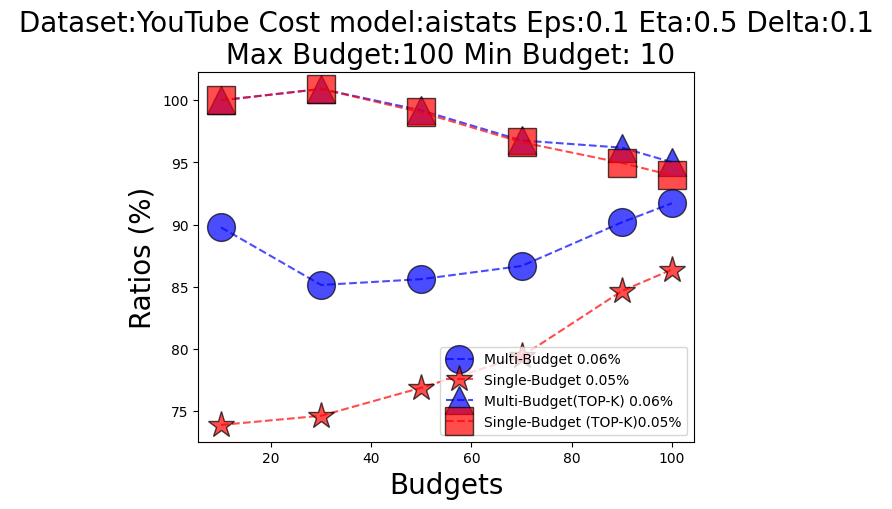 Dataset:YouTube Cost model:aistats Eps:0.1 Eta:0.5 Delta:0.1
Max Budget:100 Min Budget: 10
Ratios (%)
100
95
90
85
80
75
Multi-Budget 0.06%
Single-Budget 0.05%
Multi-Budget(TOP-K) 0.06%
Single-Budget (TOP-K)0.05%
20 40 60 80 100
Budgets